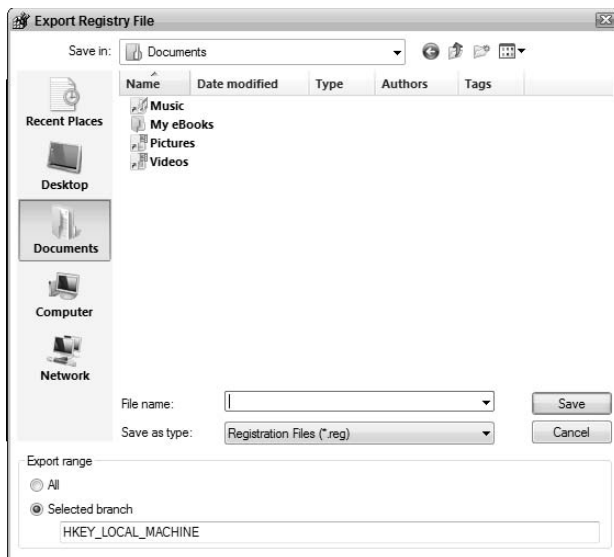 Export Registry File
Save in:
Documents
Name Date modified Type Authors Tags
Music
My eBooks
Pictures
Videos
Recent Places
Desktop
Documents
Computer
Network
File name:
Save
Save as type: Registration Files (*.reg)
Cancel
Export range
All
Selected branch
HKEY_LOCAL_MACHINE